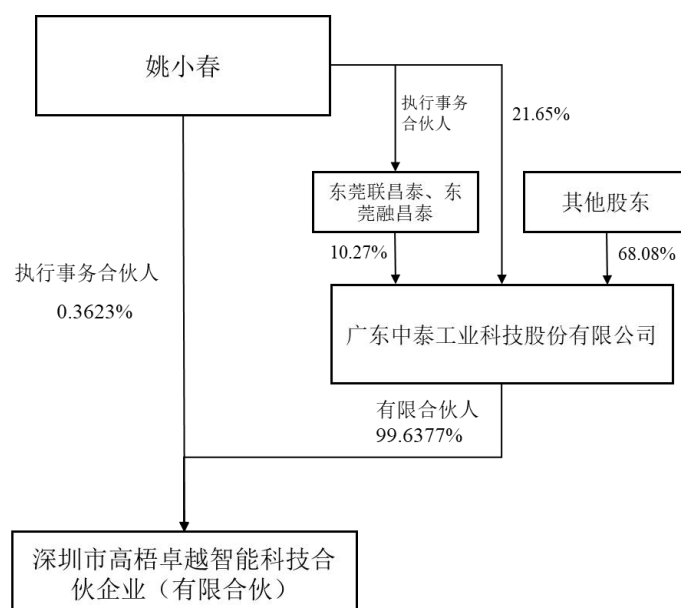 姚小春
执行事务
合伙人
21.65%
东莞联昌泰、东
莞融昌泰
其他股东
10.27%
68.08%
执行事务合伙人
0.3623%
广东中泰工业科技股份有限公司
有限合伙人
99.6377%
深圳市高梧卓越智能科技合
伙企业（有限合伙）